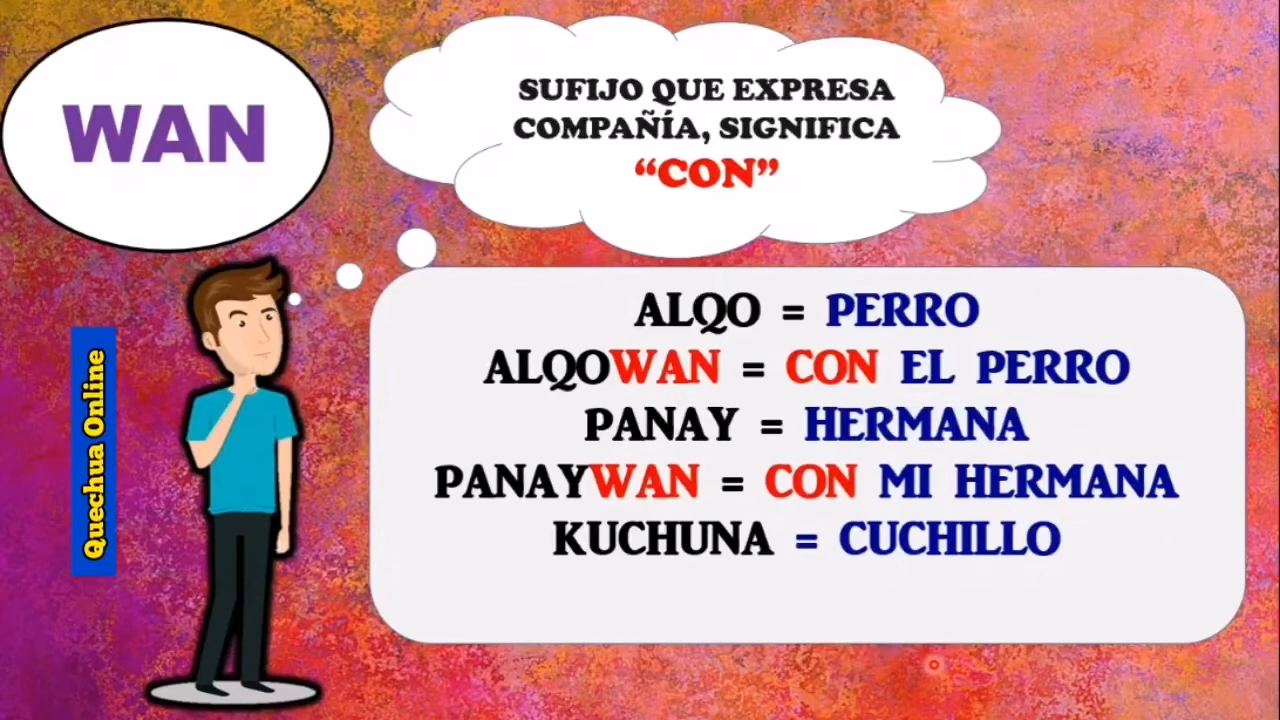 WAN
SUFIJO QUE EXPRESA
COMPAÑÍA, SIGNIFICA
“CON”
ALQO = PERRO
ALQOWAN = CON EL PERRO
PANAY = HERMANA
PANAYWAN = CON MI HERMANA
KUCHUNA = CUCHILLO
Quechua Online